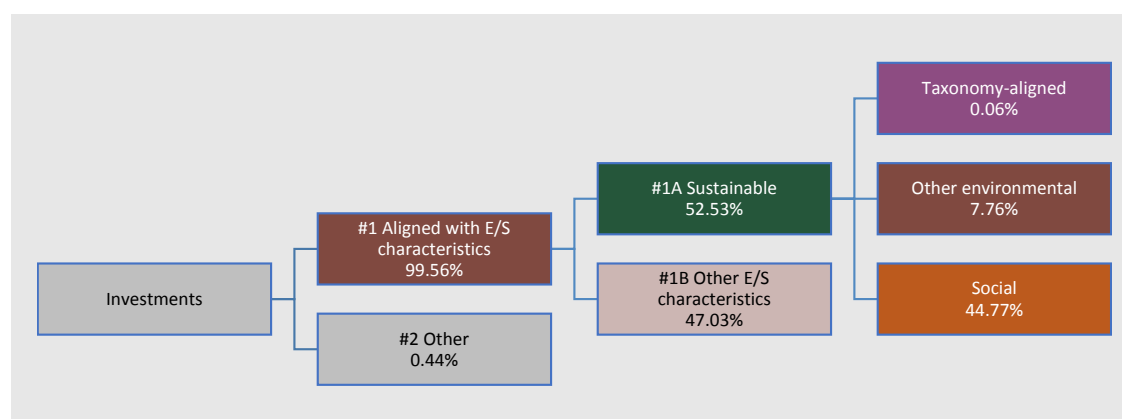 Investments
#1 Aligned with E/S
characteristics
99.56%
#2 Other
0.44%
#1A Sustainable
52.53%
#1B Other E/S
characteristics
47.03%
Taxonomy-aligned
0.06%
Other environmental
7.76%
Social
44.77%